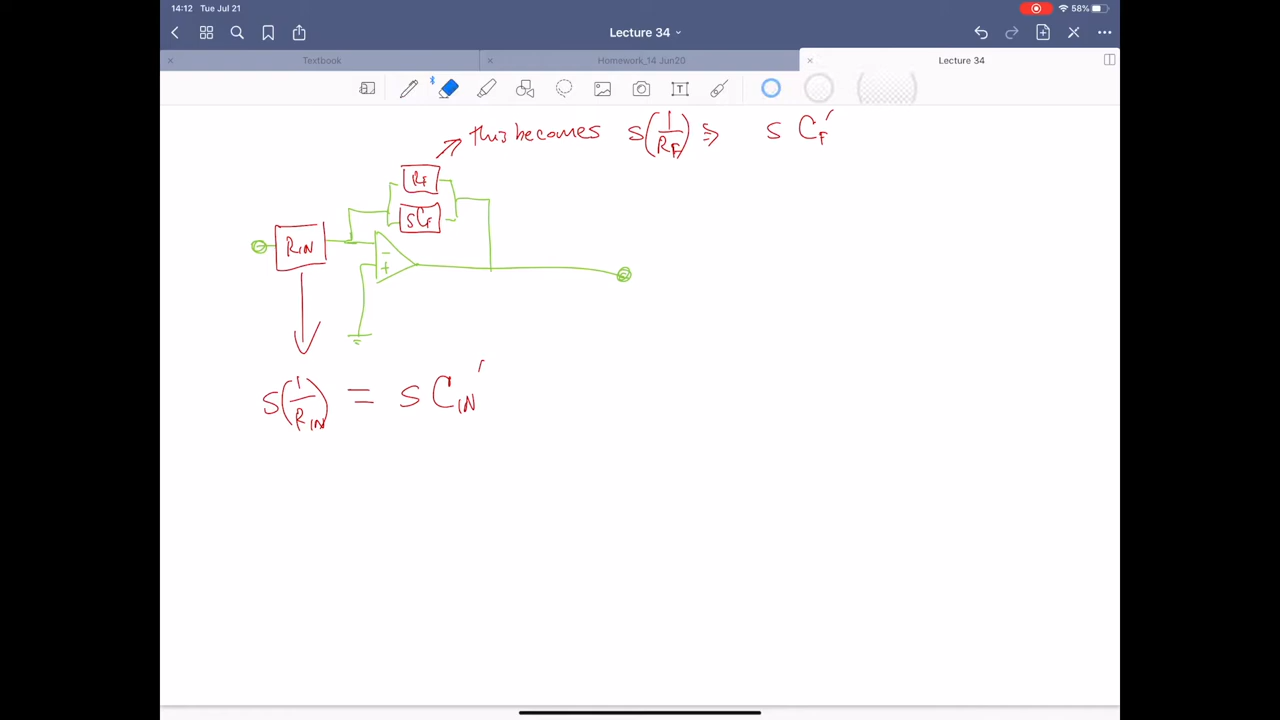 14:12 Tue Jul 21
58%
Lecture 34
Textbook
Homework_14 Jun20
Lecture 34
this becomes s(1/RF) ⇒ s CF'
RF
sCF
RIN
−
+
s(1/RIN) = s CIN'